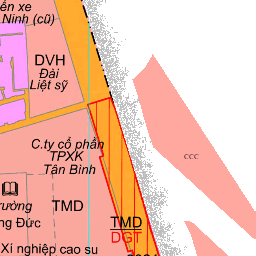 ến xe
Ninh (cũ)
DVH
Đài
Liệt sỹ
C.ty cổ phần
TPXK
Tân Bình
ccc
rường
ng Đức
TMD
TMD
DGT
Xí nghiệp cao su